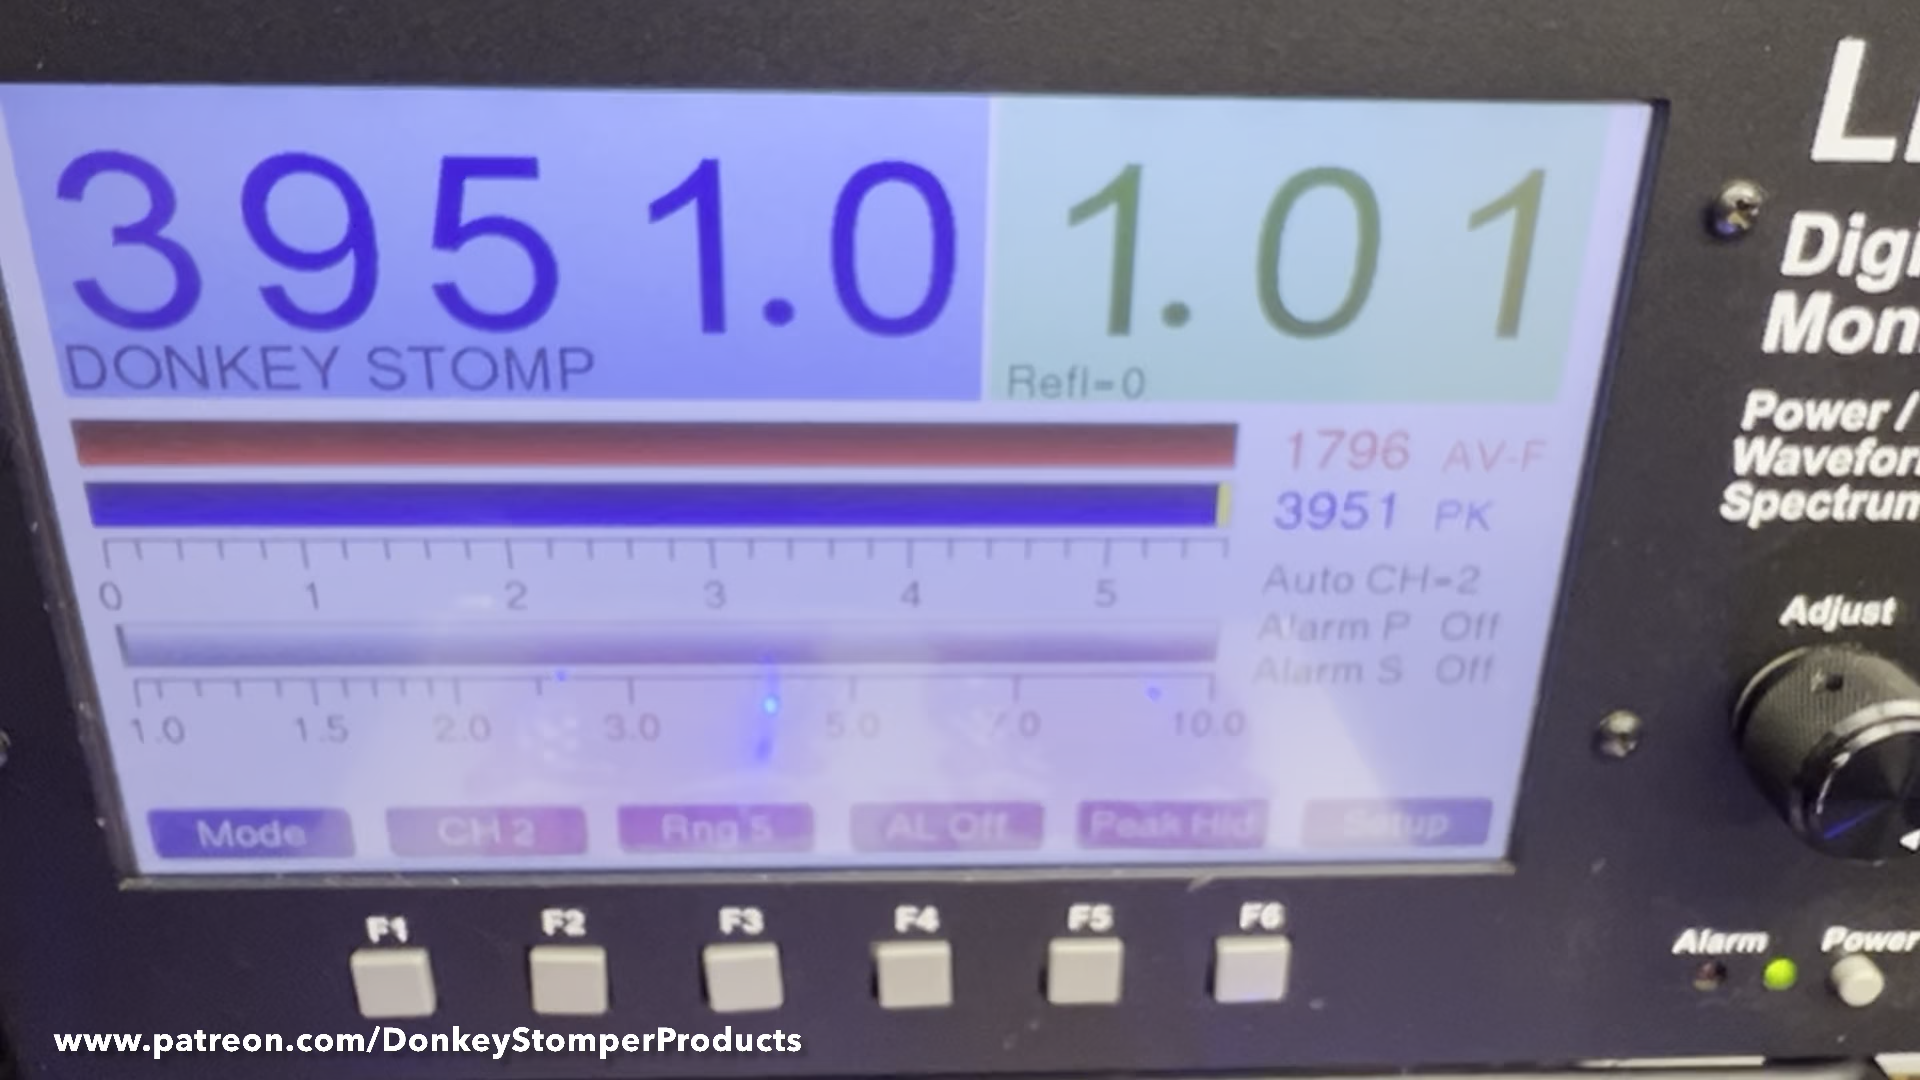 3951.0
1.01
DONKEY STOMP
Refl=0
1796 AV-F
3951 PK
0 1 2 3 4 5
Auto CH=2
Alarm P Off
Alarm S Off
1.0 1.5 2.0 3.0 5.0 7.0 10.0
Mode CH 2 Rng 5 AL Off Peak Hld Setup
F1 F2 F3 F4 F5 F6
Digi
Mon
Power /
Wavefor
Spectrum
Adjust
Alarm Power
www.patreon.com/DonkeyStomperProducts